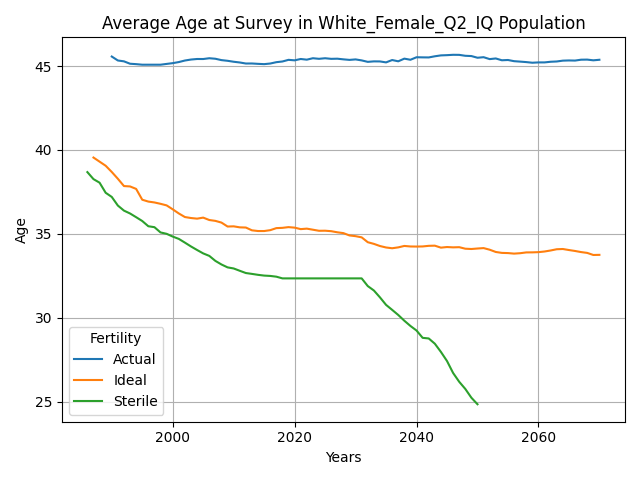 Average Age at Survey in White_Female_Q2_IQ Population
Age
45
40
35
30
25
Fertility
Actual
Ideal
Sterile
2000
2020
2040
2060
Years